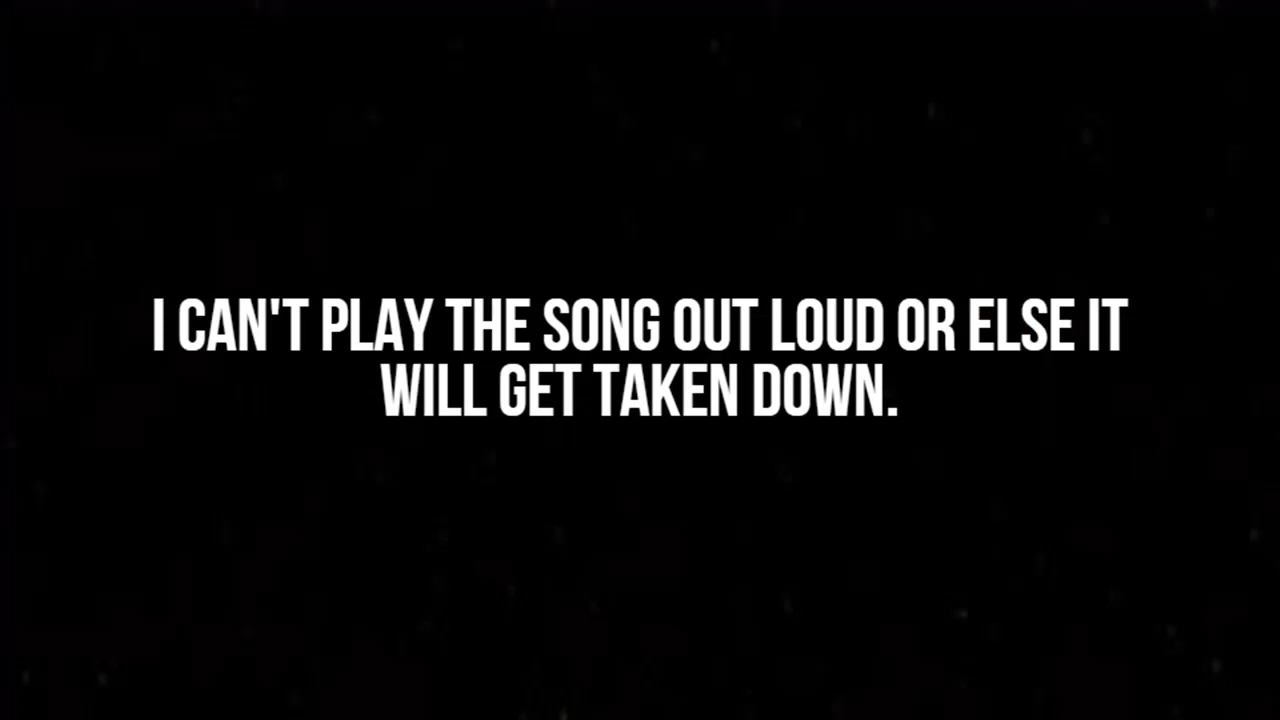 I CAN'T PLAY THE SONG OUT LOUD OR ELSE IT
WILL GET TAKEN DOWN.